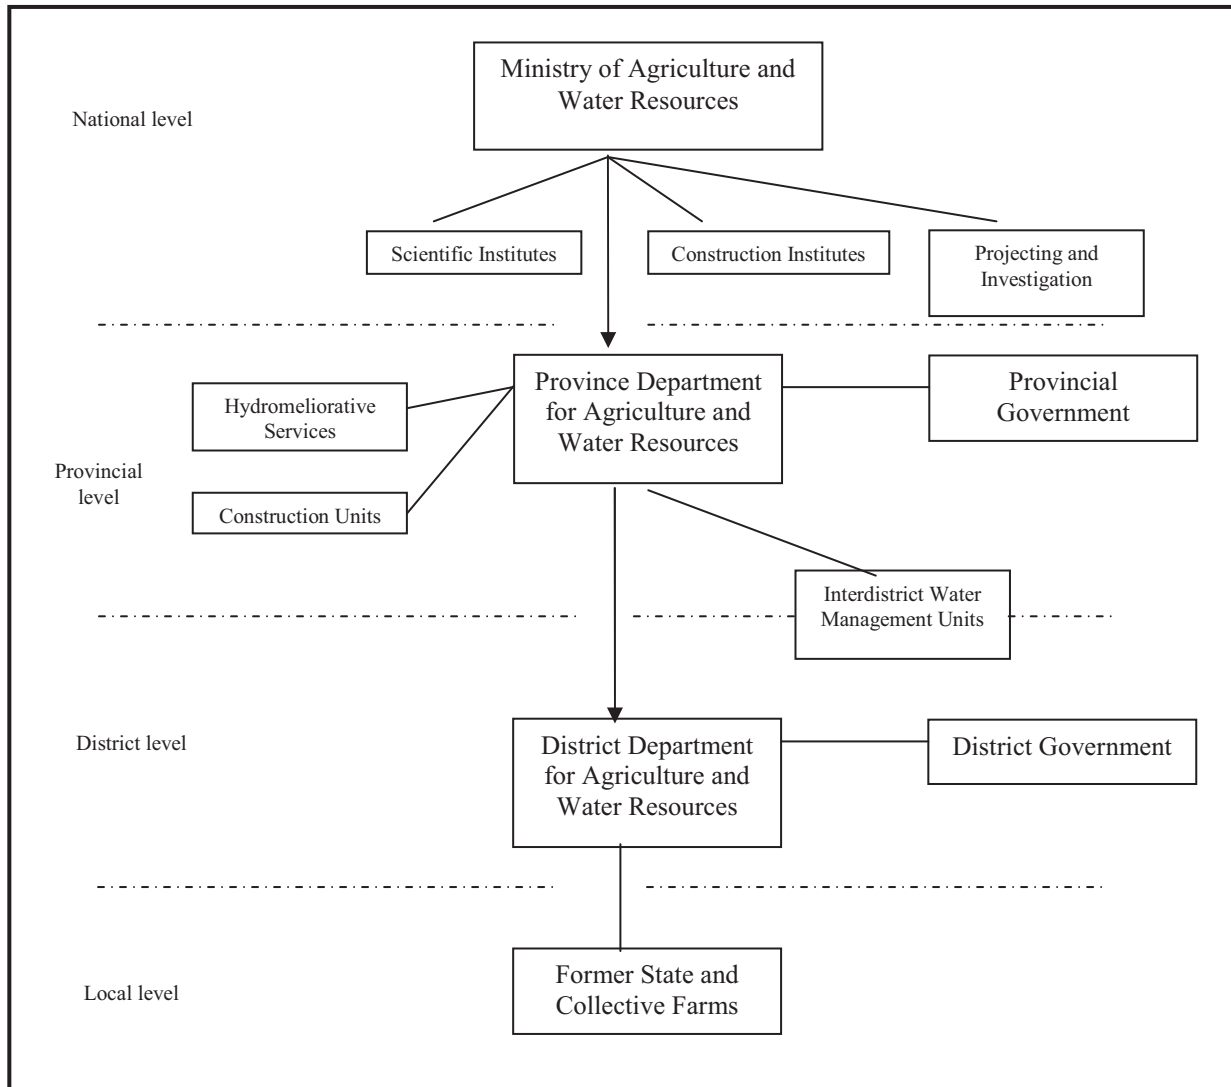 Ministry of Agriculture and
Water Resources
National level
Scientific Institutes
Construction Institutes
Projecting and
Investigation
Province Department
for Agriculture and
Water Resources
Provincial
Government
Hydromeliorative
Services
Provincial
level
Construction Units
Interdistrict Water
Management Units
District level
District Department
for Agriculture and
Water Resources
District Government
Former State and
Collective Farms
Local level